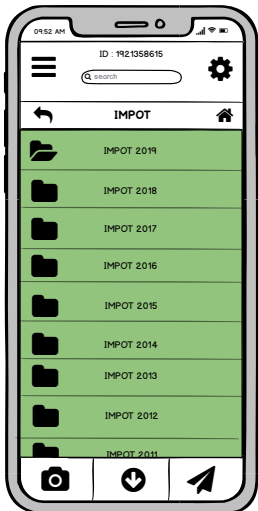 09:52 AM
ID : 1921358615
search
IMPOT
IMPOT 2019
IMPOT 2018
IMPOT 2017
IMPOT 2016
IMPOT 2015
IMPOT 2014
IMPOT 2013
IMPOT 2012
IMPOT 2011